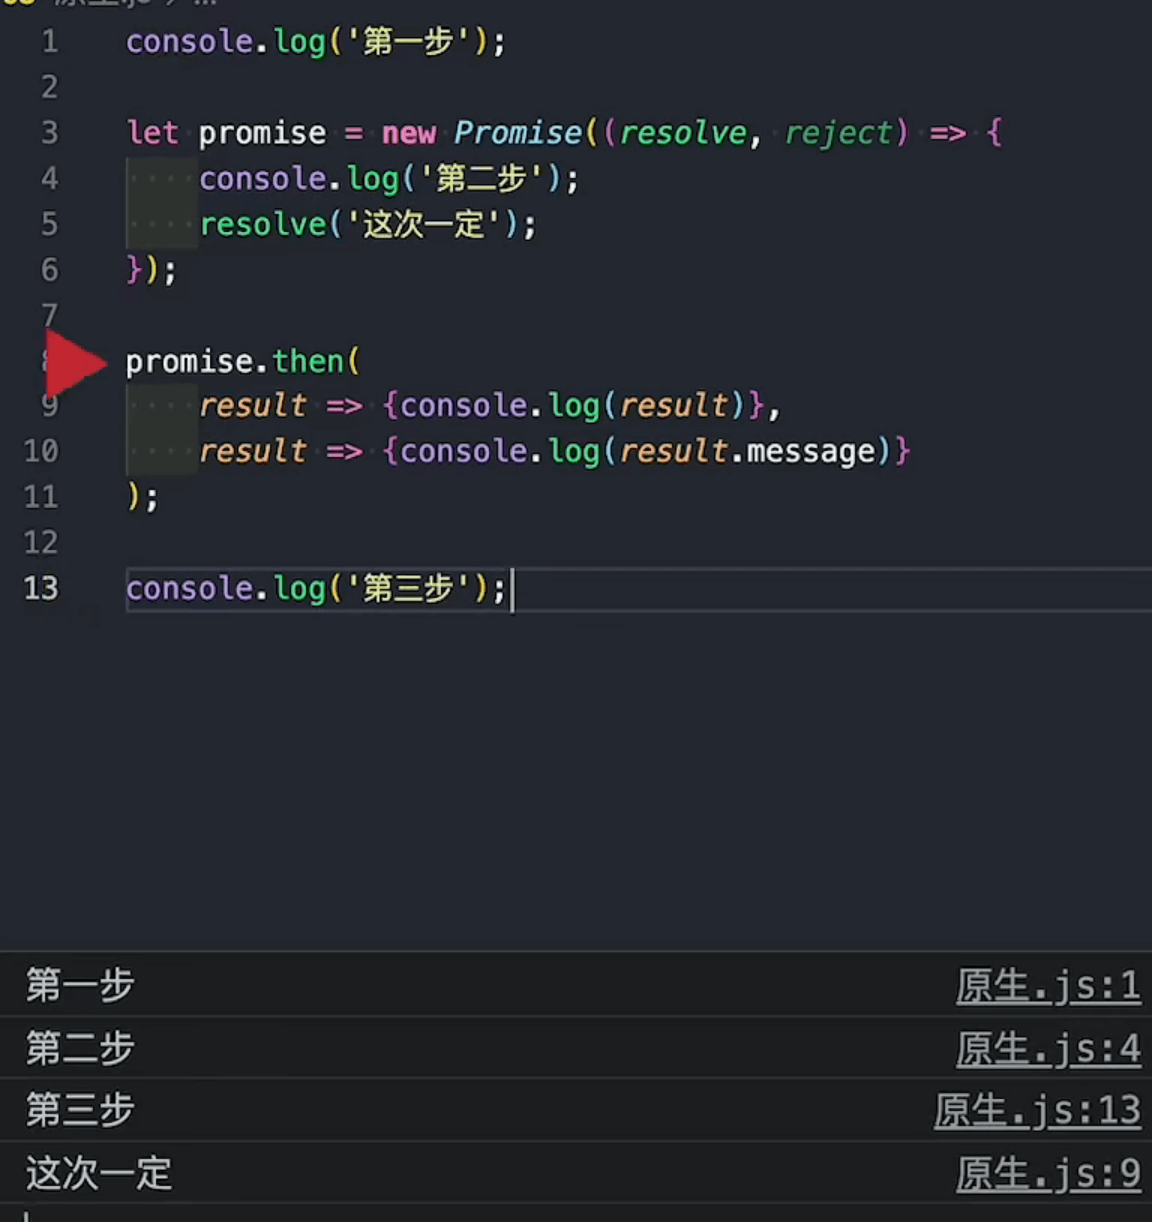 1 console.log('第一步');
2
3 let promise = new Promise((resolve, reject) => {
4 console.log('第二步');
5 resolve('这次一定');
6 });
7
8 promise.then(
9 result => {console.log(result)},
10 result => {console.log(result.message)}
11 );
12
13 console.log('第三步');
第一步 原生.js:1
第二步 原生.js:4
第三步 原生.js:13
这次一定 原生.js:9